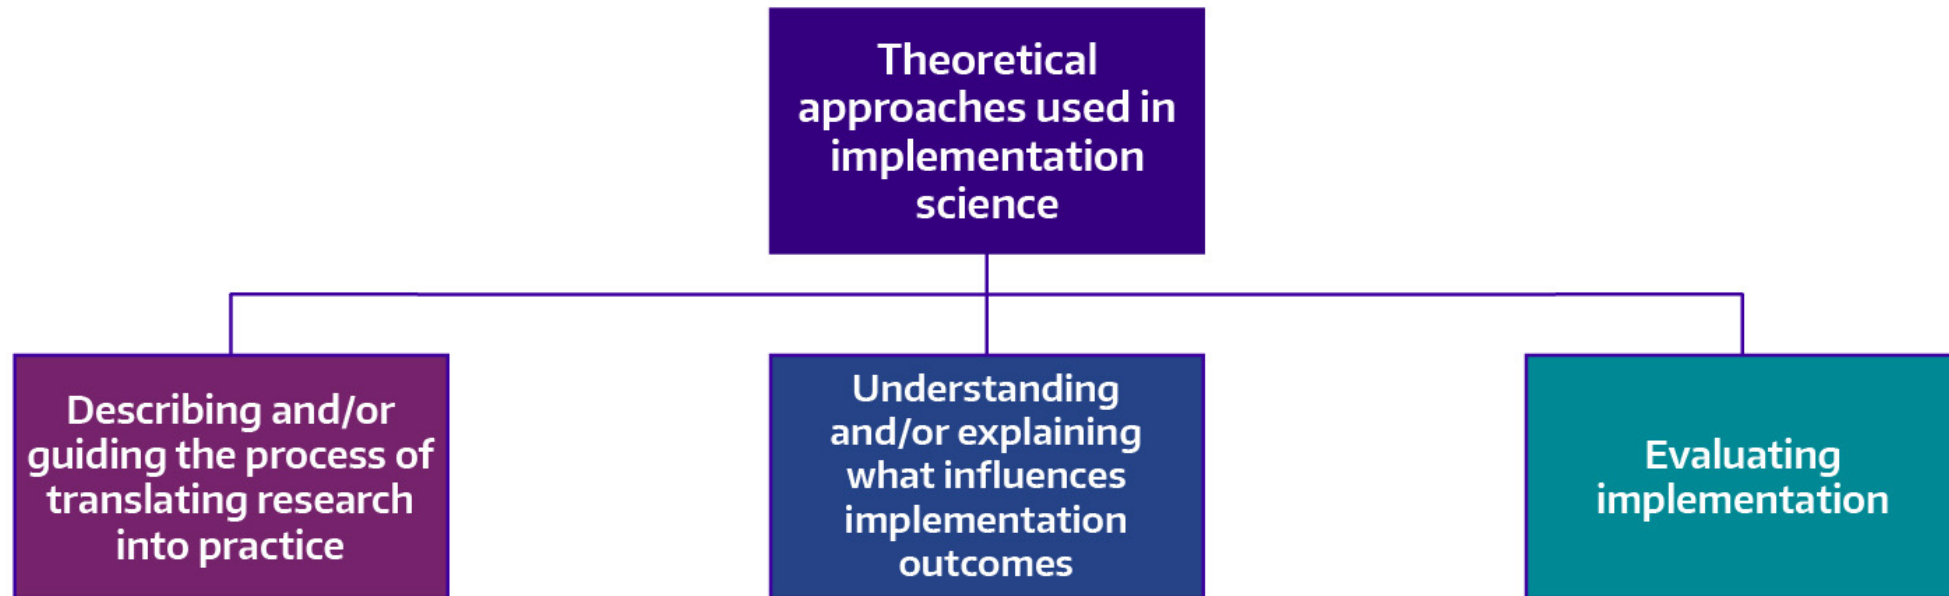 Theoretical
approaches used in
implementation
science
Describing and/or
guiding the process of
translating research
into practice
Understanding
and/or explaining
what influences
implementation
outcomes
Evaluating
implementation